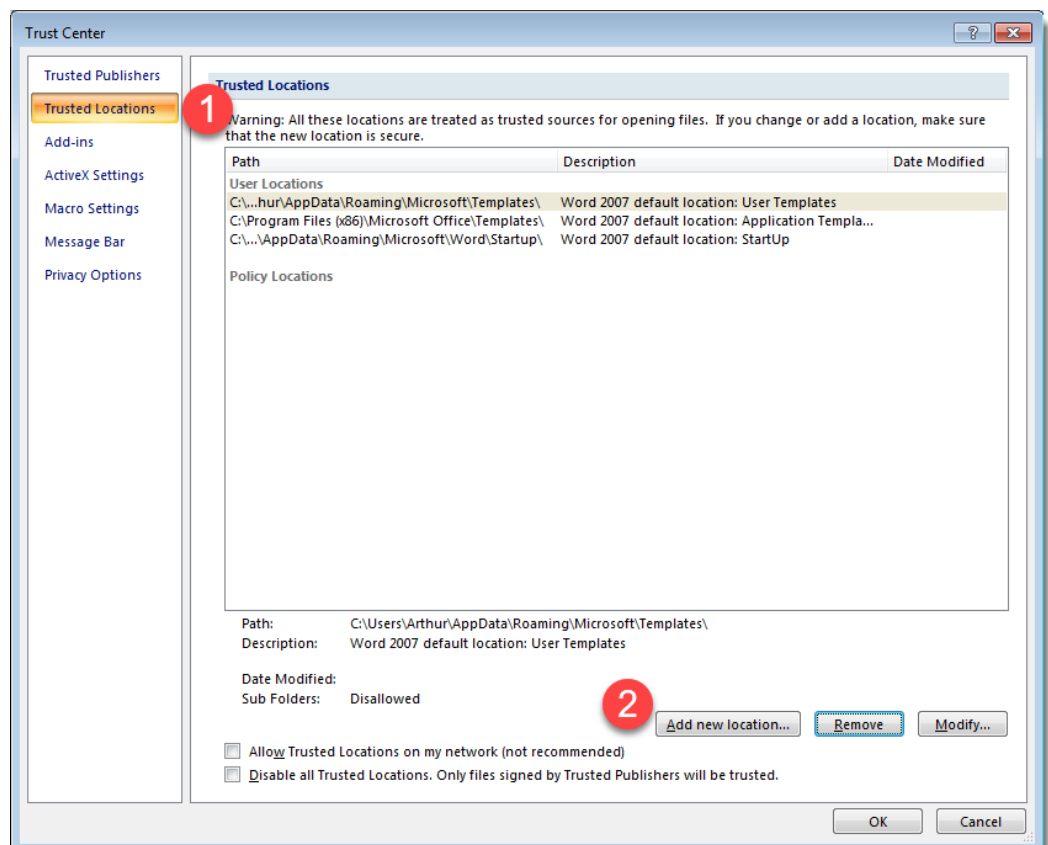 Trust Center
Trusted Publishers
Trusted Locations
Add-ins
ActiveX Settings
Macro Settings
Message Bar
Privacy Options
1
Trusted Locations
Warning: All these locations are treated as trusted sources for opening files. If you change or add a location, make sure
that the new location is secure.
Path Description Date Modified
User Locations
C:\...hur\AppData\Roaming\Microsoft\Templates\ Word 2007 default location: User Templates
C:\Program Files (x86)\Microsoft Office\Templates\ Word 2007 default location: Application Templa...
C:\...\AppData\Roaming\Microsoft\Word\Startup\ Word 2007 default location: StartUp
Policy Locations
Path: C:\Users\Arthur\AppData\Roaming\Microsoft\Templates\
Description: Word 2007 default location: User Templates
Date Modified:
Sub Folders: Disallowed
2
Add new location... Remove Modify...
Allow Trusted Locations on my network (not recommended)
Disable all Trusted Locations. Only files signed by Trusted Publishers will be trusted.
OK Cancel